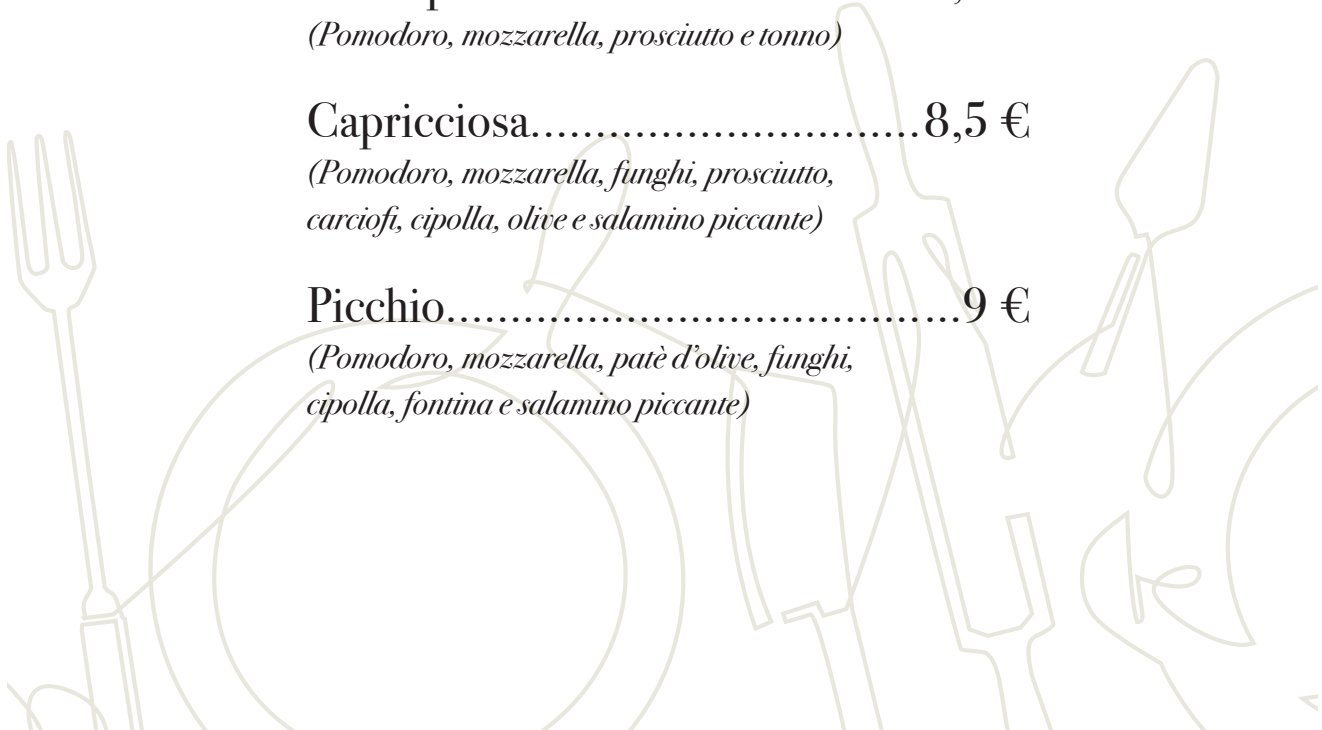 (Pomodoro, mozzarella, prosciutto e tonno)
Capricciosa..............................8,5 €
(Pomodoro, mozzarella, funghi, prosciutto,
carciofi, cipolla, olive e salamino piccante)
Picchio........................................9 €
(Pomodoro, mozzarella, patè d’olive, funghi,
cipolla, fontina e salamino piccante)